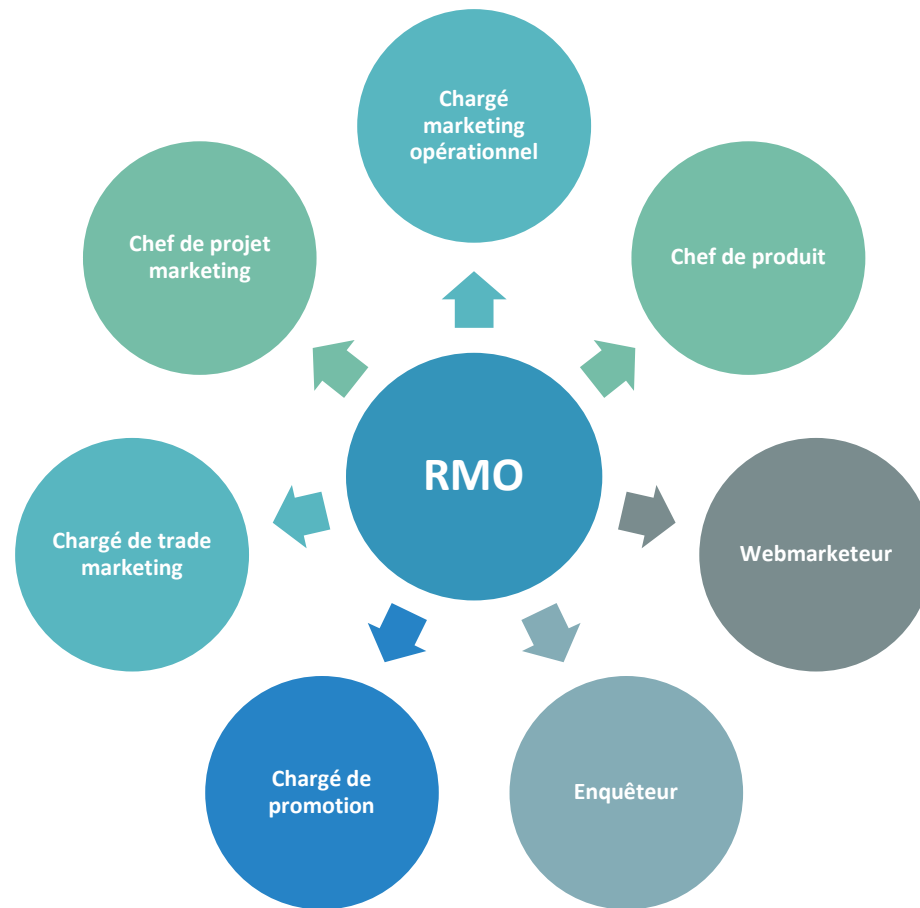 Chargé
marketing
opérationnel
Chef de projet
marketing
Chef de produit
RMO
Chargé de trade
marketing
Webmarketeur
Chargé de
promotion
Enquêteur